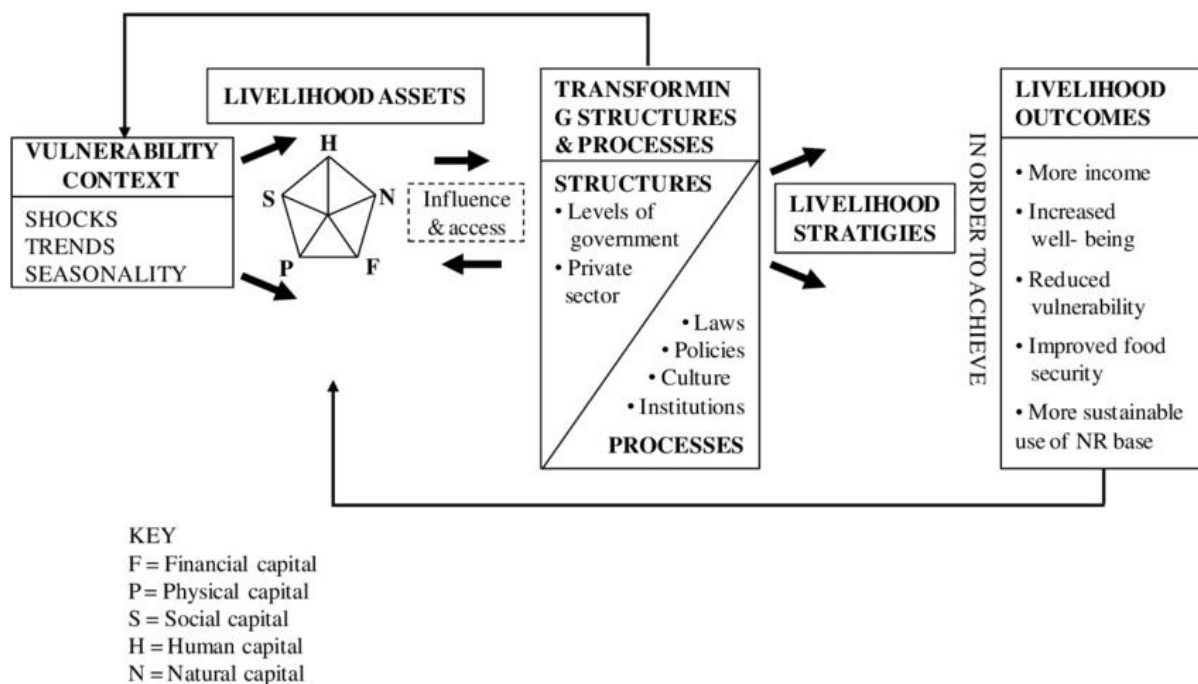 LIVELIHOOD ASSETS
VULNERABILITY
CONTEXT
SHOCKS
TRENDS
SEASONALITY
H
S
N
P
F
Influence
& access
TRANSFORMIN
G STRUCTURES
& PROCESSES
STRUCTURES
• Levels of
government
• Private
sector
• Laws
• Policies
• Culture
• Institutions
PROCESSES
LIVELIHOOD
STRATIGIES
IN ORDER TO ACHIEVE
LIVELIHOOD
OUTCOMES
• More income
• Increased
well- being
• Reduced
vulnerability
• Improved food
security
• More sustainable
use of NR base
KEY
F = Financial capital
P = Physical capital
S = Social capital
H = Human capital
N = Natural capital